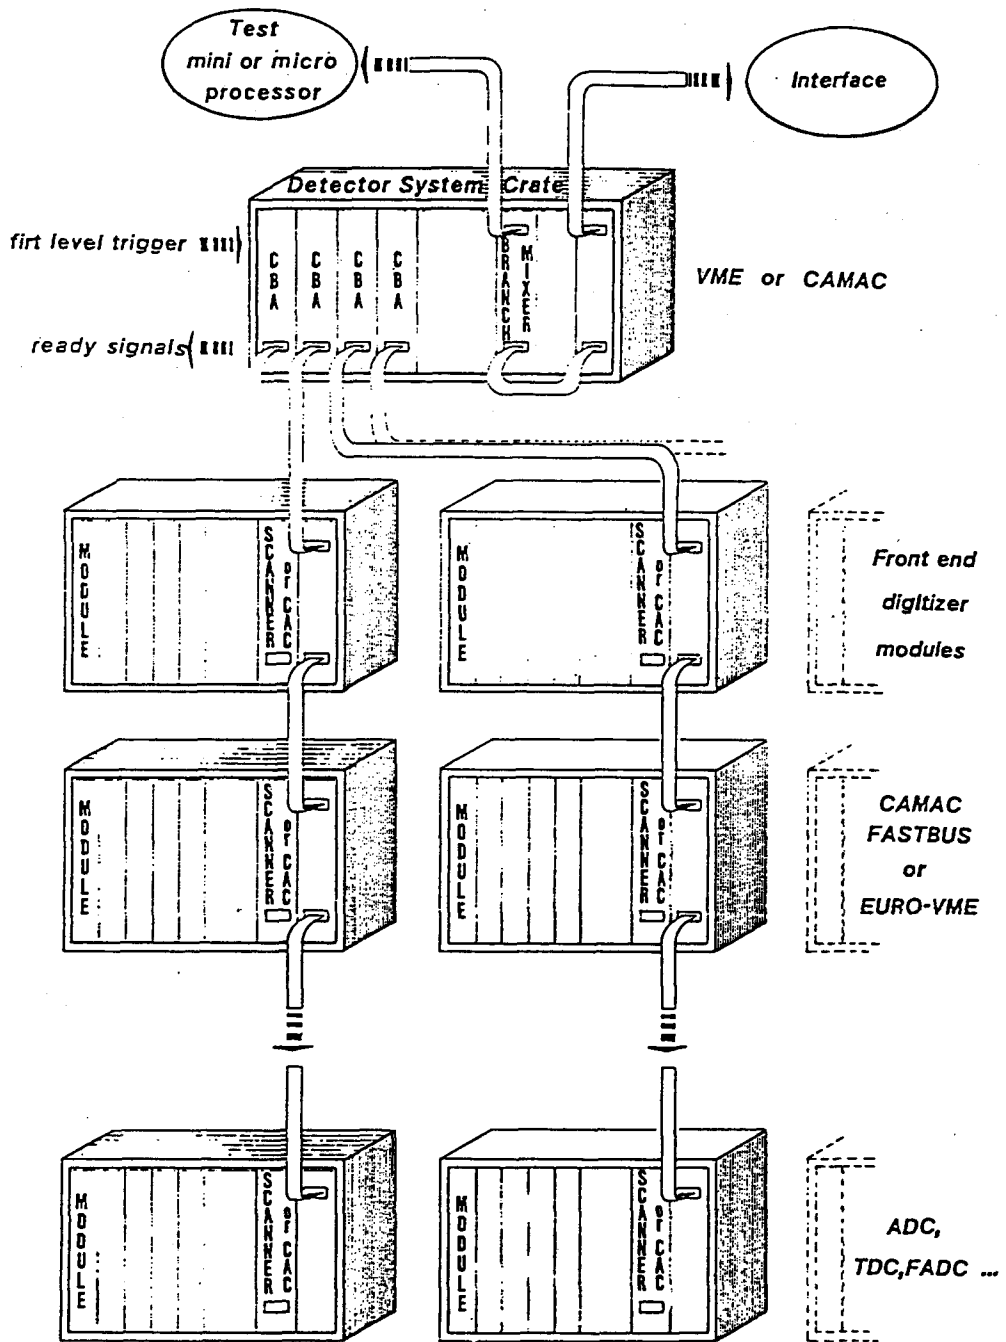 Test
mini or micro
processor
Interface
Detector System Crate
firt level trigger
CBA
CBA
CBA
CBA
BRANCH
MIXER
VME or CAMAC
ready signals
MODULE
SCANNER
or CAC
MODULE
SCANNER
or CAC
Front end
digitizer
modules
MODULE
SCANNER
or CAC
MODULE
SCANNER
or CAC
CAMAC
FASTBUS
or
EURO-VME
MODULE
SCANNER
or CAC
MODULE
SCANNER
or CAC
ADC,
TDC,FADC ...